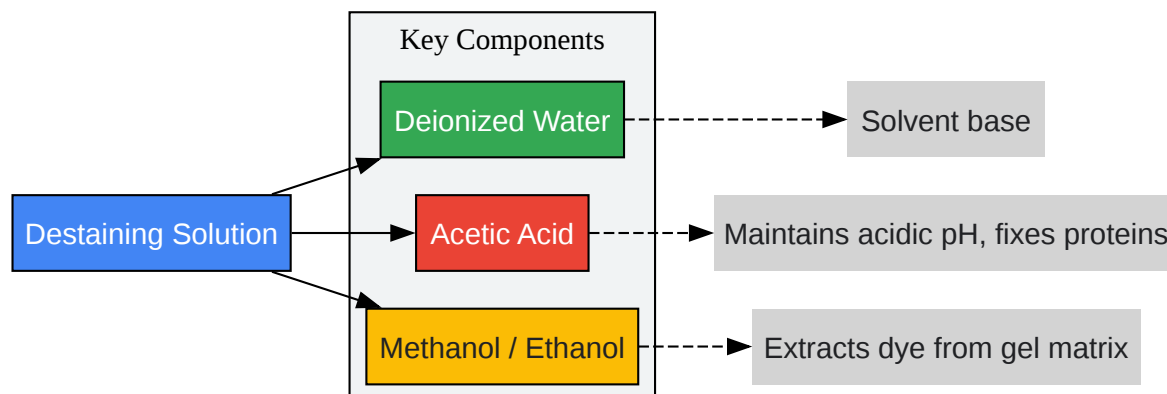 Key Components
Deionized Water
Solvent base
Destaining Solution
Acetic Acid
Maintains acidic pH, fixes proteins
Methanol / Ethanol
Extracts dye from gel matrix